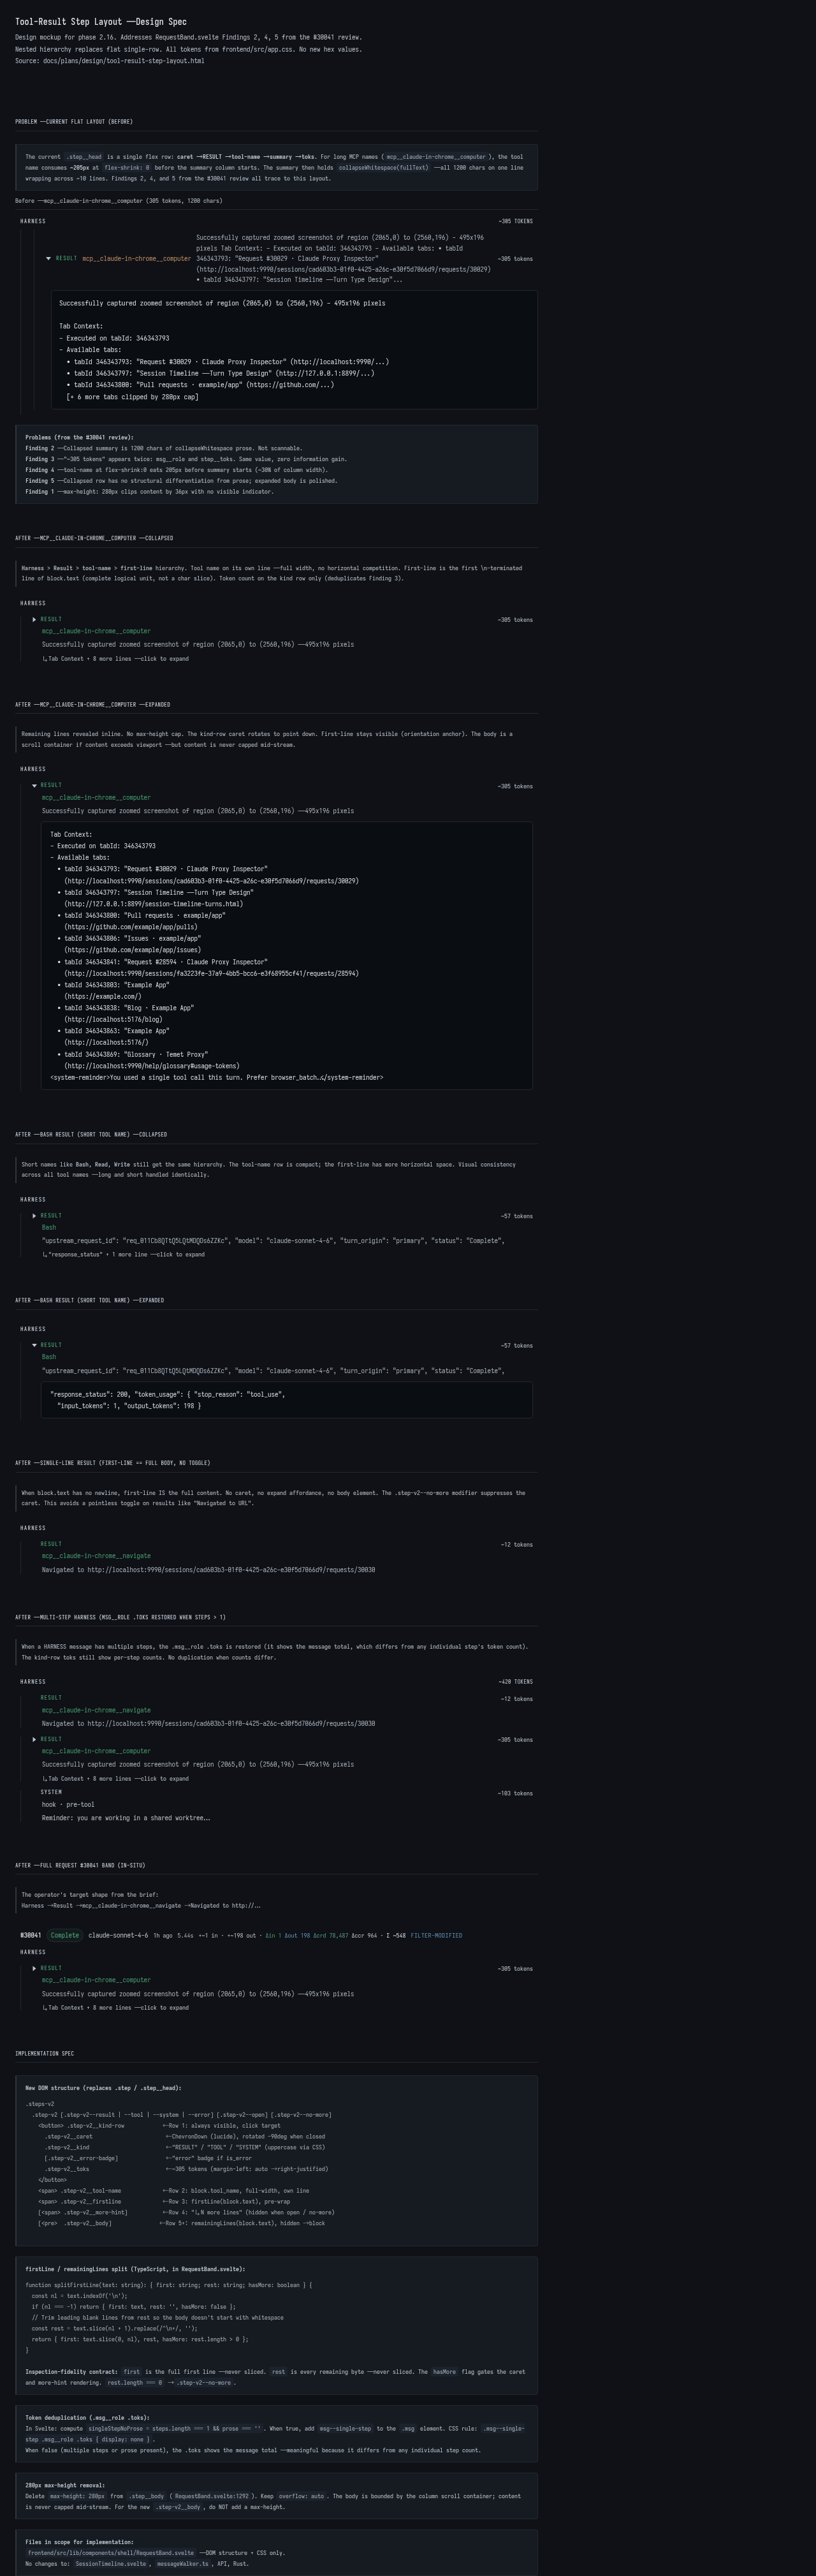 Tool-Result Step Layout —Design Spec
Design mockup for phase 2.16. Addresses RequestBand.svelte Findings 2, 4, 5 from the #30041 review.
Nested hierarchy replaces flat single-row. All tokens from frontend/src/app.css. No new hex values.
Source: docs/plans/design/tool-result-step-layout.html
PROBLEM —CURRENT FLAT LAYOUT (BEFORE)
The current .step__head is a single flex row: caret → RESULT → tool-name → summary → toks. For long MCP names ( mcp__claude-in-chrome__computer ), the tool
name consumes ~205px at flex-shrink: 0 before the summary column starts. The summary then holds collapseWhitespace(fullText) —all 1200 chars on one line
wrapping across ~10 lines. Findings 2, 4, and 5 from the #30041 review all trace to this layout.
Before —mcp__claude-in-chrome__computer (305 tokens, 1200 chars)
HARNESS ~305 TOKENS
Successfully captured zoomed screenshot of region (2065,0) to (2560,196) - 495x196
pixels Tab Context: - Executed on tabId: 346343793 - Available tabs: • tabId
RESULT mcp__claude-in-chrome__computer 346343793: "Request #30029 · Claude Proxy Inspector" ~305 tokens
(http://localhost:9990/sessions/cad603b3-01f0-4425-a26c-e30f5d7066d9/requests/30029)
• tabId 346343797: "Session Timeline —Turn Type Design"...
Successfully captured zoomed screenshot of region (2065,0) to (2560,196) - 495x196 pixels
Tab Context:
- Executed on tabId: 346343793
- Available tabs:
• tabId 346343793: "Request #30029 · Claude Proxy Inspector" (http://localhost:9990/...)
• tabId 346343797: "Session Timeline —Turn Type Design" (http://127.0.0.1:8899/...)
• tabId 346343800: "Pull requests · example/app" (https://github.com/...)
[+ 6 more tabs clipped by 280px cap]
Problems (from the #30041 review):
Finding 2 —Collapsed summary is 1200 chars of collapseWhitespace prose. Not scannable.
Finding 3 —"~305 tokens" appears twice: msg__role and step__toks. Same value, zero information gain.
Finding 4 —tool-name at flex-shrink:0 eats 205px before summary starts (~30% of column width).
Finding 5 —Collapsed row has no structural differentiation from prose; expanded body is polished.
Finding 1 —max-height: 280px clips content by 36px with no visible indicator.
AFTER —MCP__CLAUDE-IN-CHROME__COMPUTER —COLLAPSED
Harness > Result > tool-name > first-line hierarchy. Tool name on its own line —full width, no horizontal competition. First-line is the first \n-terminated
line of block.text (complete logical unit, not a char slice). Token count on the kind row only (deduplicates Finding 3).
HARNESS
RESULT ~305 tokens
mcp__claude-in-chrome__computer
Successfully captured zoomed screenshot of region (2065,0) to (2560,196) —495x196 pixels
↳ Tab Context + 8 more lines —click to expand
AFTER —MCP__CLAUDE-IN-CHROME__COMPUTER —EXPANDED
Remaining lines revealed inline. No max-height cap. The kind-row caret rotates to point down. First-line stays visible (orientation anchor). The body is a
scroll container if content exceeds viewport —but content is never capped mid-stream.
HARNESS
RESULT ~305 tokens
mcp__claude-in-chrome__computer
Successfully captured zoomed screenshot of region (2065,0) to (2560,196) —495x196 pixels
Tab Context:
- Executed on tabId: 346343793
- Available tabs:
• tabId 346343793: "Request #30029 · Claude Proxy Inspector"
(http://localhost:9990/sessions/cad603b3-01f0-4425-a26c-e30f5d7066d9/requests/30029)
• tabId 346343797: "Session Timeline —Turn Type Design"
(http://127.0.0.1:8899/session-timeline-turns.html)
• tabId 346343800: "Pull requests · example/app"
(https://github.com/example/app/pulls)
• tabId 346343806: "Issues · example/app"
(https://github.com/example/app/issues)
• tabId 346343841: "Request #28594 · Claude Proxy Inspector"
(http://localhost:9990/sessions/fa3223fe-37a9-4bb5-bcc6-e3f68955cf41/requests/28594)
• tabId 346343803: "Example App"
(https://example.com/)
• tabId 346343838: "Blog · Example App"
(http://localhost:5176/blog)
• tabId 346343863: "Example App"
(http://localhost:5176/)
• tabId 346343869: "Glossary · Temet Proxy"
(http://localhost:9990/help/glossary#usage-tokens)
<system-reminder>You used a single tool call this turn. Prefer browser_batch…</system-reminder>
AFTER —BASH RESULT (SHORT TOOL NAME) —COLLAPSED
Short names like Bash, Read, Write still get the same hierarchy. The tool-name row is compact; the first-line has more horizontal space. Visual consistency
across all tool names —long and short handled identically.
HARNESS
RESULT ~57 tokens
Bash
"upstream_request_id": "req_011Cb8QTtQ5LQtMDQDs6ZZKc", "model": "claude-sonnet-4-6", "turn_origin": "primary", "status": "Complete",
↳ "response_status" + 1 more line —click to expand
AFTER —BASH RESULT (SHORT TOOL NAME) —EXPANDED
HARNESS
RESULT ~57 tokens
Bash
"upstream_request_id": "req_011Cb8QTtQ5LQtMDQDs6ZZKc", "model": "claude-sonnet-4-6", "turn_origin": "primary", "status": "Complete",
"response_status": 200, "token_usage": { "stop_reason": "tool_use",
"input_tokens": 1, "output_tokens": 198 }
AFTER —SINGLE-LINE RESULT (FIRST-LINE == FULL BODY, NO TOGGLE)
When block.text has no newline, first-line IS the full content. No caret, no expand affordance, no body element. The .step-v2--no-more modifier suppresses the
caret. This avoids a pointless toggle on results like "Navigated to URL".
HARNESS
RESULT ~12 tokens
mcp__claude-in-chrome__navigate
Navigated to http://localhost:9990/sessions/cad603b3-01f0-4425-a26c-e30f5d7066d9/requests/30030
AFTER —MULTI-STEP HARNESS (MSG__ROLE .TOKS RESTORED WHEN STEPS > 1)
When a HARNESS message has multiple steps, the .msg__role .toks is restored (it shows the message total, which differs from any individual step's token count).
The kind-row toks still show per-step counts. No duplication when counts differ.
HARNESS ~420 TOKENS
RESULT ~12 tokens
mcp__claude-in-chrome__navigate
Navigated to http://localhost:9990/sessions/cad603b3-01f0-4425-a26c-e30f5d7066d9/requests/30030
RESULT ~305 tokens
mcp__claude-in-chrome__computer
Successfully captured zoomed screenshot of region (2065,0) to (2560,196) —495x196 pixels
↳ Tab Context + 8 more lines —click to expand
SYSTEM ~103 tokens
hook · pre-tool
Reminder: you are working in a shared worktree…
AFTER —FULL REQUEST #30041 BAND (IN-SITU)
The operator's target shape from the brief:
Harness → Result → mcp__claude-in-chrome__navigate → Navigated to http://…
#30041 Complete claude-sonnet-4-6 1h ago 5.44s +~1 in · +~198 out · Δin 1 Δout 198 Δcrd 78,487 Δccr 964 · Σ ~548 FILTER-MODIFIED
HARNESS
RESULT ~305 tokens
mcp__claude-in-chrome__computer
Successfully captured zoomed screenshot of region (2065,0) to (2560,196) —495x196 pixels
↳ Tab Context + 8 more lines —click to expand
IMPLEMENTATION SPEC
New DOM structure (replaces .step / .step__head):
.steps-v2
.step-v2 [.step-v2--result | --tool | --system | --error] [.step-v2--open] [.step-v2--no-more]
<button> .step-v2__kind-row ← Row 1: always visible, click target
.step-v2__caret ← ChevronDown (lucide), rotated -90deg when closed
.step-v2__kind ← "RESULT" / "TOOL" / "SYSTEM" (uppercase via CSS)
[.step-v2__error-badge] ← "error" badge if is_error
.step-v2__toks ← ~305 tokens (margin-left: auto → right-justified)
</button>
<span> .step-v2__tool-name ← Row 2: block.tool_name, full-width, own line
<span> .step-v2__firstline ← Row 3: firstLine(block.text), pre-wrap
[<span> .step-v2__more-hint] ← Row 4: "↳ N more lines" (hidden when open / no-more)
[<pre> .step-v2__body] ← Row 5+: remainingLines(block.text), hidden → block
firstLine / remainingLines split (TypeScript, in RequestBand.svelte):
function splitFirstLine(text: string): { first: string; rest: string; hasMore: boolean } {
const nl = text.indexOf('\n');
if (nl === -1) return { first: text, rest: '', hasMore: false };
// Trim leading blank lines from rest so the body doesn't start with whitespace
const rest = text.slice(nl + 1).replace(/^\n+/, '');
return { first: text.slice(0, nl), rest, hasMore: rest.length > 0 };
}
Inspection-fidelity contract: first is the full first line —never sliced. rest is every remaining byte —never sliced. The hasMore flag gates the caret
and more-hint rendering. rest.length === 0 → .step-v2--no-more .
Token deduplication (.msg__role .toks):
In Svelte: compute singleStepNoProse = steps.length === 1 && prose === '' . When true, add msg--single-step to the .msg element. CSS rule: .msg--single-
step .msg__role .toks { display: none } .
When false (multiple steps or prose present), the .toks shows the message total —meaningful because it differs from any individual step count.
280px max-height removal:
Delete max-height: 280px from .step__body ( RequestBand.svelte:1292 ). Keep overflow: auto . The body is bounded by the column scroll container; content
is never capped mid-stream. For the new .step-v2__body , do NOT add a max-height.
Files in scope for implementation:
frontend/src/lib/components/shell/RequestBand.svelte —DOM structure + CSS only.
No changes to: SessionTimeline.svelte , messageWalker.ts , API, Rust.